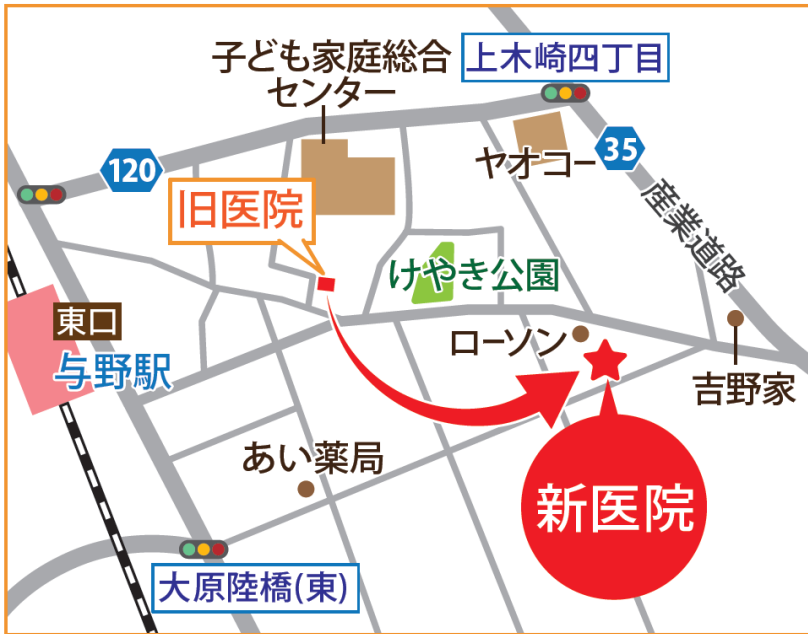 子ども家庭総合
センター
上木崎四丁目
120
ヤオコー
35
旧医院
産業道路
けやき公園
東口
与野駅
ローソン
吉野家
あい薬局
新医院
大原陸橋(東)